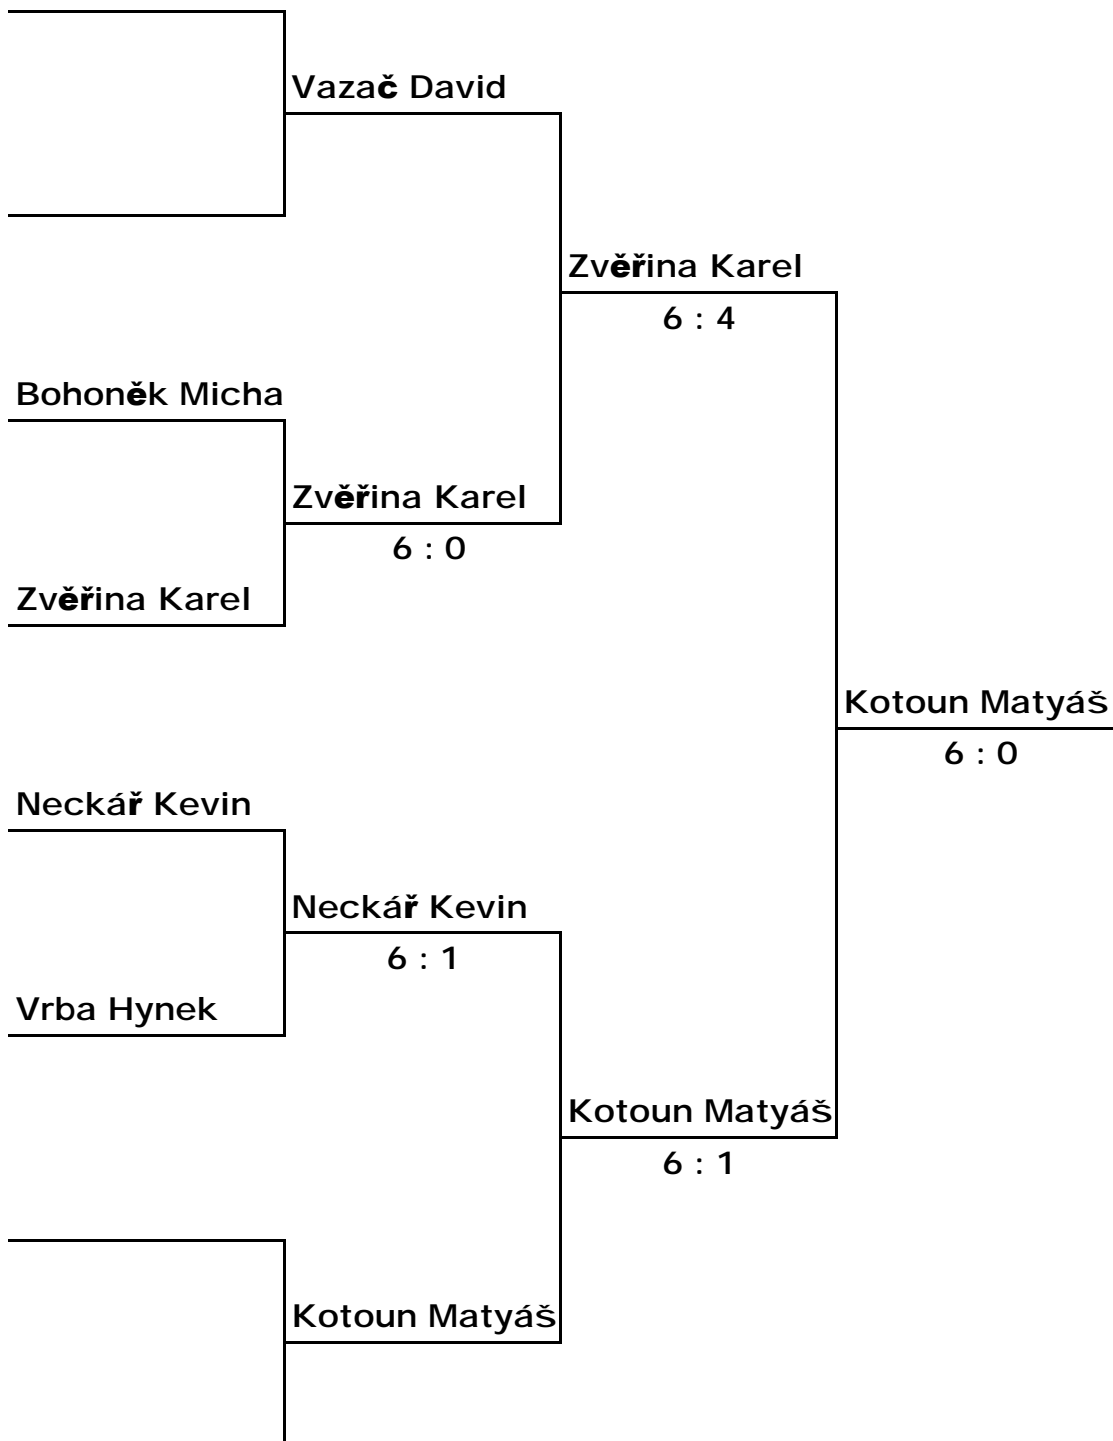 Vazač David
Zvěřina Karel
6 : 4
Bohoněk Micha
Zvěřina Karel
6 : 0
Zvěřina Karel
Kotoun Matyáš
6 : 0
Neckář Kevin
Neckář Kevin
6 : 1
Vrba Hynek
Kotoun Matyáš
6 : 1
Kotoun Matyáš